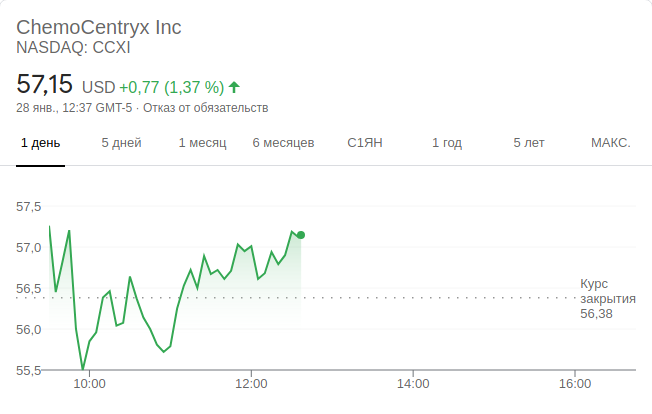 ChemoCentryx Inc
NASDAQ: CCXI
57,15 USD +0,77 (1,37 %)
28 янв., 12:37 GMT-5 · Отказ от обязательств
1 день 5 дней 1 месяц 6 месяцев С1ЯН 1 год 5 лет МАКС.
57,5
57,0
56,5
56,0
55,5
Курс
закрытия
56,38
10:00 12:00 14:00 16:00